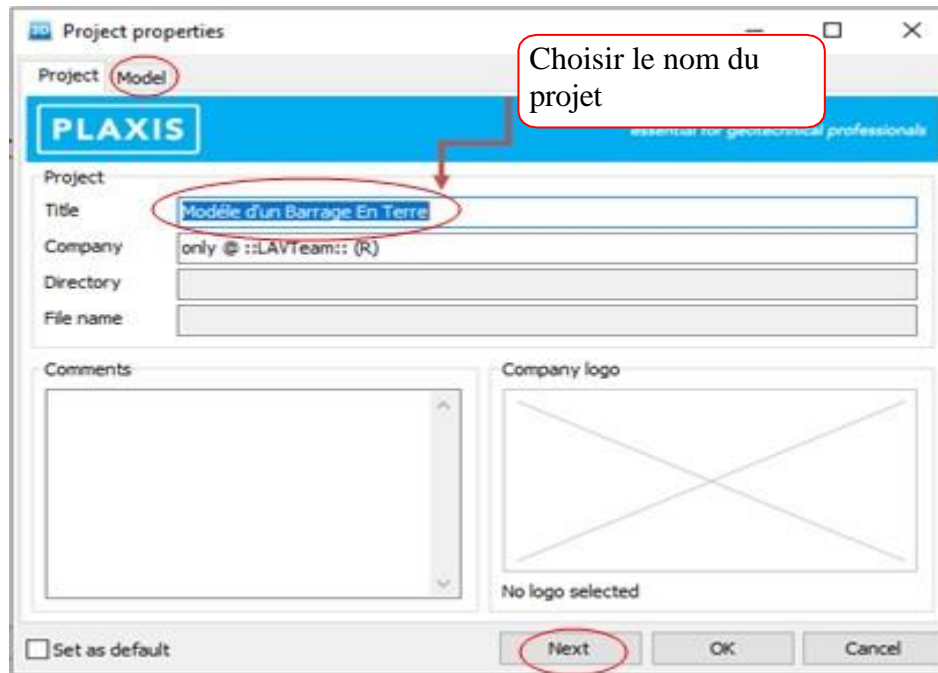 3D Project properties
Choisir le nom du
projet
Project Model
PLAXIS
essential for geotechnical professionals
Project
Title Modéle d'un Barrage En Terre
Company only @ ::LAVTeam:: (R)
Directory
File name
Comments
Company logo
No logo selected
Set as default
Next
OK
Cancel